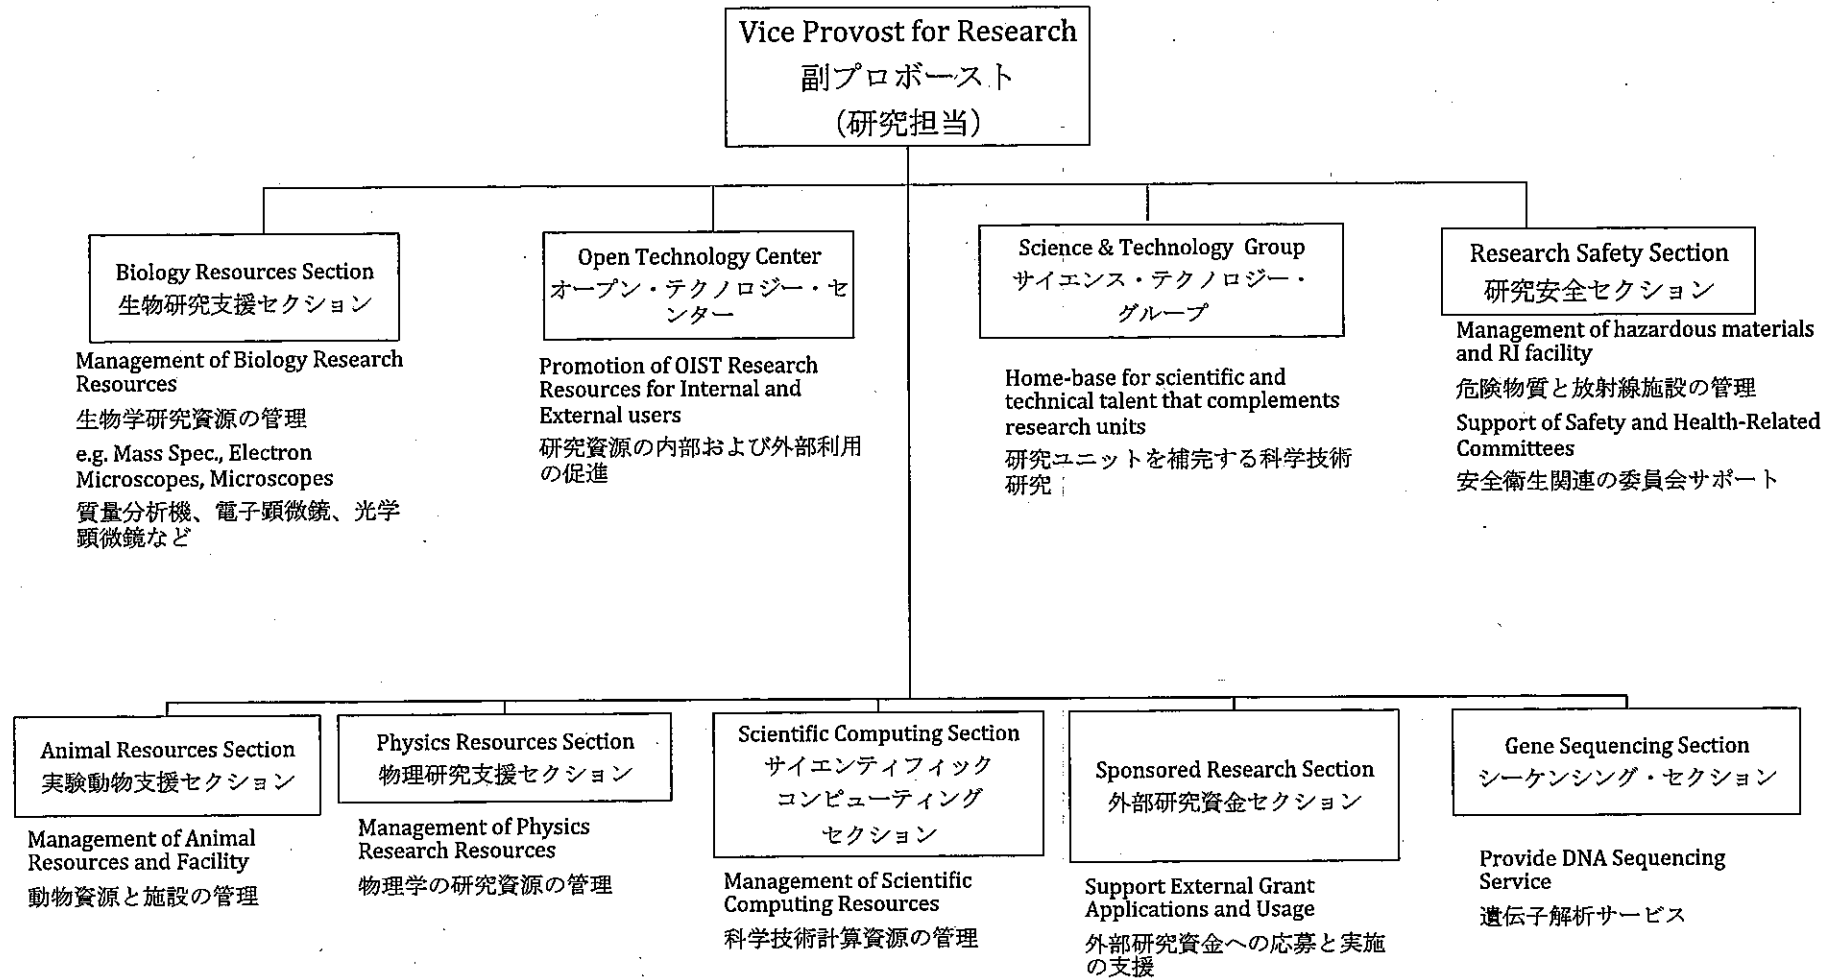 Vice Provost for Research
副プロボースト
(研究担当)
Biology Resources Section
生物研究支援セクション
Management of Biology Research
Resources
生物学研究資源の管理
e.g. Mass Spec., Electron
Microscopes, Microscopes
質量分析機、電子顕微鏡、光学
顕微鏡など
Open Technology Center
オープン・テクノロジー・セ
ンター
Promotion of OIST Research
Resources for Internal and
External users
研究資源の内部および外部利用
の促進
Science & Technology Group
サイエンス・テクノロジー・
グループ
Home-base for scientific and
technical talent that complements
research units
研究ユニットを補完する科学技術
研究
Research Safety Section
研究安全セクション
Management of hazardous materials
and RI facility
危険物質と放射線施設の管理
Support of Safety and Health-Related
Committees
安全衛生関連の委員会サポート
Animal Resources Section
実験動物支援セクション
Management of Animal
Resources and Facility
動物資源と施設の管理
Physics Resources Section
物理研究支援セクション
Management of Physics
Research Resources
物理学の研究資源の管理
Scientific Computing Section
サイエンティフィック
コンピューティング
セクション
Management of Scientific
Computing Resources
科学技術計算資源の管理
Sponsored Research Section
外部研究資金セクション
Support External Grant
Applications and Usage
外部研究資金への応募と実施
の支援
Gene Sequencing Section
シーケンシング・セクション
Provide DNA Sequencing
Service
遺伝子解析サービス